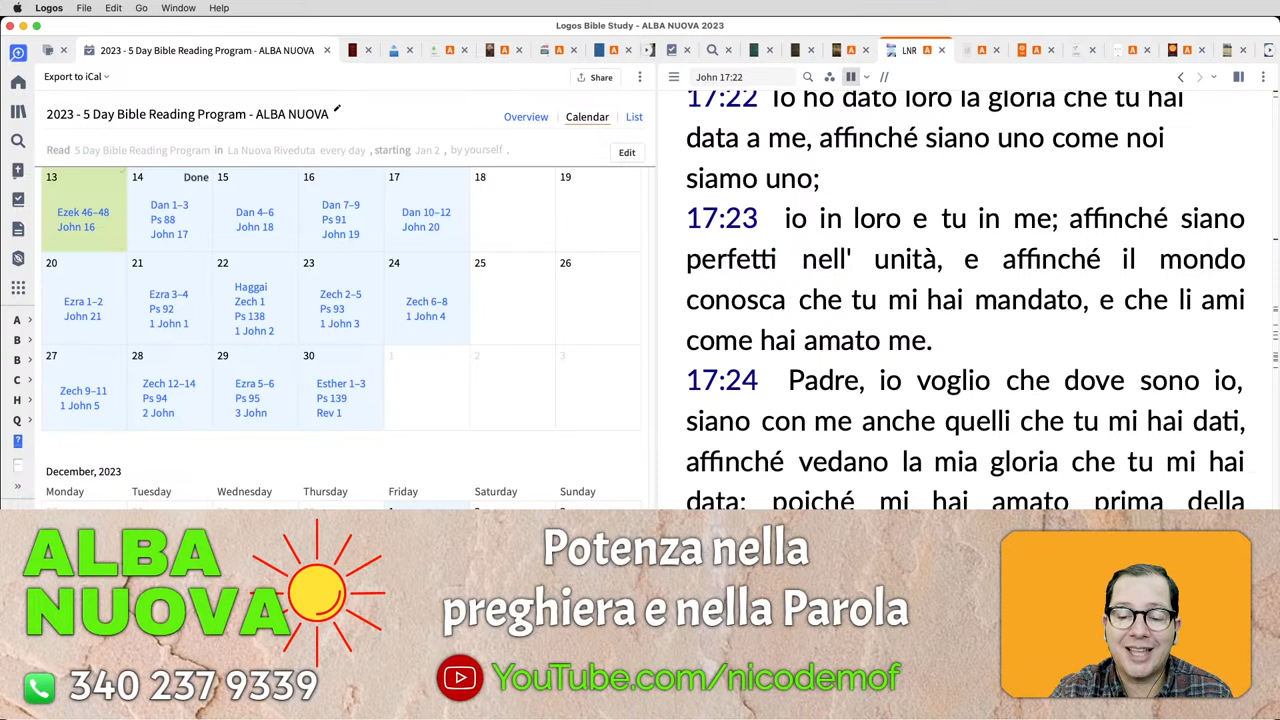 Logos File Edit Go Window Help
Logos Bible Study - ALBA NUOVA 2023
2023 - 5 Day Bible Reading Program - ALBA NUOVA
LNR
Export to iCal
Share
John 17:22
2023 - 5 Day Bible Reading Program - ALBA NUOVA
Overview Calendar List
Read 5 Day Bible Reading Program in La Nuova Riveduta every day , starting Jan 2 , by yourself .
Edit
13 14 Done 15 16 17 18 19
Ezek 46–48
John 16
Dan 1–3
Ps 88
John 17
Dan 4–6
John 18
Dan 7–9
Ps 91
John 19
Dan 10–12
John 20
20 21 22 23 24 25 26
Ezra 1–2
John 21
Ezra 3–4
Ps 92
1 John 1
Haggai
Zech 1
Ps 138
1 John 2
Zech 2–5
Ps 93
1 John 3
Zech 6–8
1 John 4
27 28 29 30 1 2 3
Zech 9–11
1 John 5
Zech 12–14
Ps 94
2 John
Ezra 5–6
Ps 95
3 John
Esther 1–3
Ps 139
Rev 1
December, 2023
Monday Tuesday Wednesday Thursday Friday Saturday Sunday
A
B
B
C
H
Q
17:22 Io ho dato loro la gloria che tu hai
data a me, affinché siano uno come noi
siamo uno;
17:23 io in loro e tu in me; affinché siano
perfetti nell' unità, e affinché il mondo
conosca che tu mi hai mandato, e che li ami
come hai amato me.
17:24 Padre, io voglio che dove sono io,
siano con me anche quelli che tu mi hai dati,
affinché vedano la mia gloria che tu mi hai
data; poiché mi hai amato prima della
ALBA
NUOVA
340 237 9339
Potenza nella
preghiera e nella Parola
YouTube.com/nicodemof